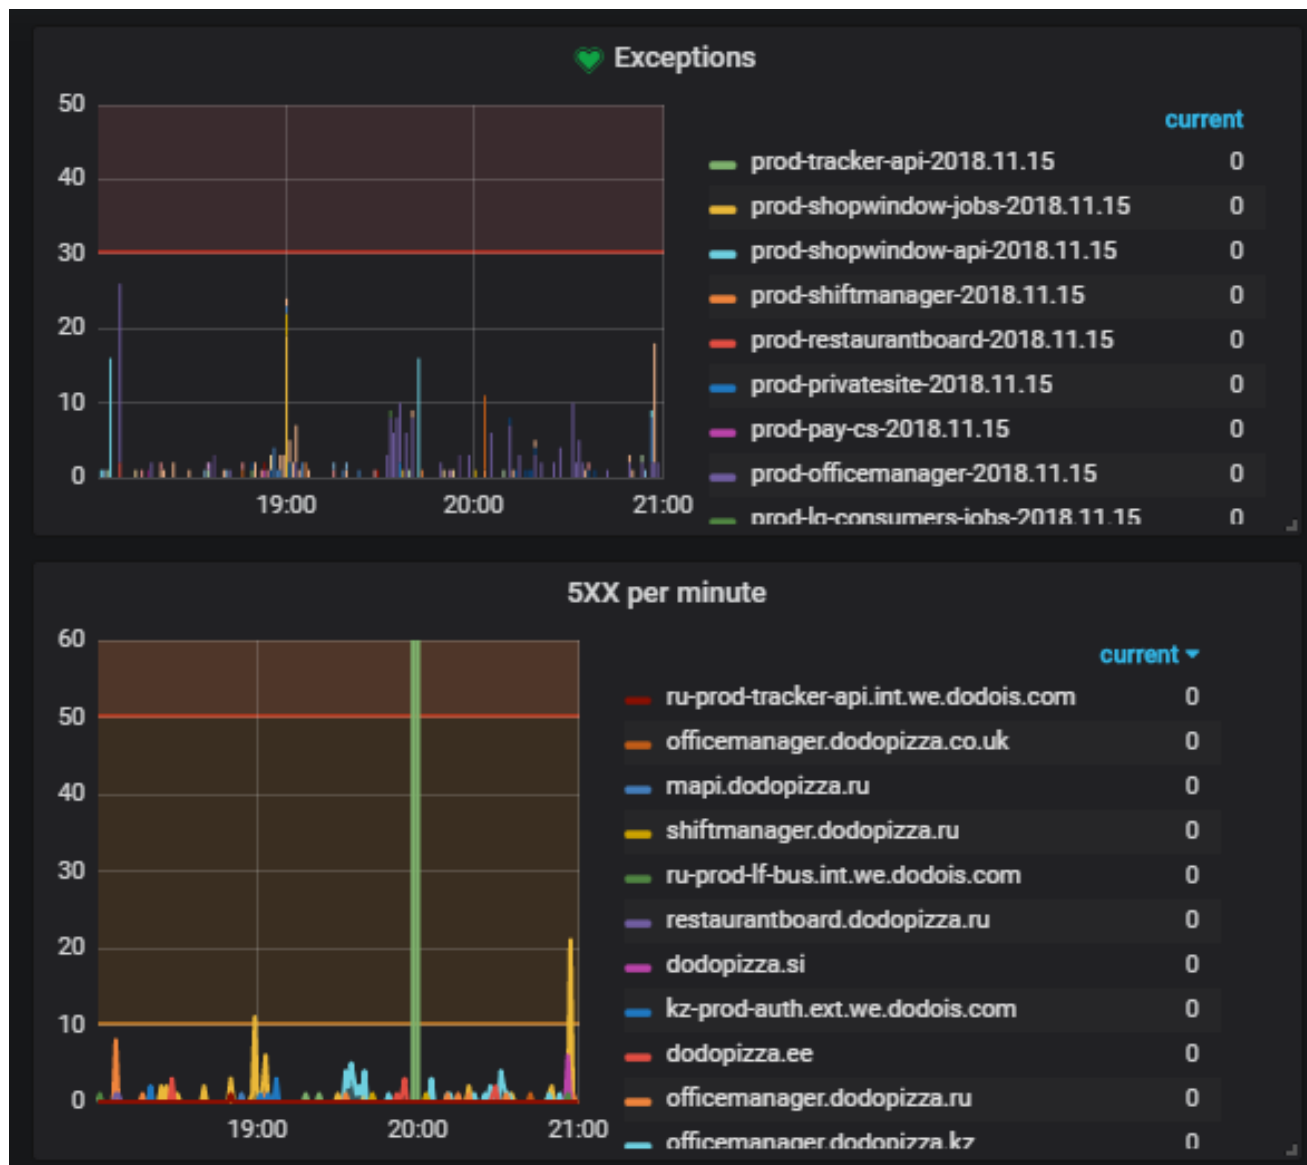 Exceptions
50
40
30
20
10
0
19:00 20:00 21:00
current
prod-tracker-api-2018.11.15 0
prod-shopwindow-jobs-2018.11.15 0
prod-shopwindow-api-2018.11.15 0
prod-shiftmanager-2018.11.15 0
prod-restaurantboard-2018.11.15 0
prod-privatesite-2018.11.15 0
prod-pay-cs-2018.11.15 0
prod-officemanager-2018.11.15 0
prod-lq-consumers-jobs-2018.11.15 0
5XX per minute
60
50
40
30
20
10
0
19:00 20:00 21:00
current
ru-prod-tracker-api.int.we.dodois.com 0
officemanager.dodopizza.co.uk 0
mapi.dodopizza.ru 0
shiftmanager.dodopizza.ru 0
ru-prod-lf-bus.int.we.dodois.com 0
restaurantboard.dodopizza.ru 0
dodopizza.si 0
kz-prod-auth.ext.we.dodois.com 0
dodopizza.ee 0
officemanager.dodopizza.ru 0
officemanager.dodopizza.kz 0